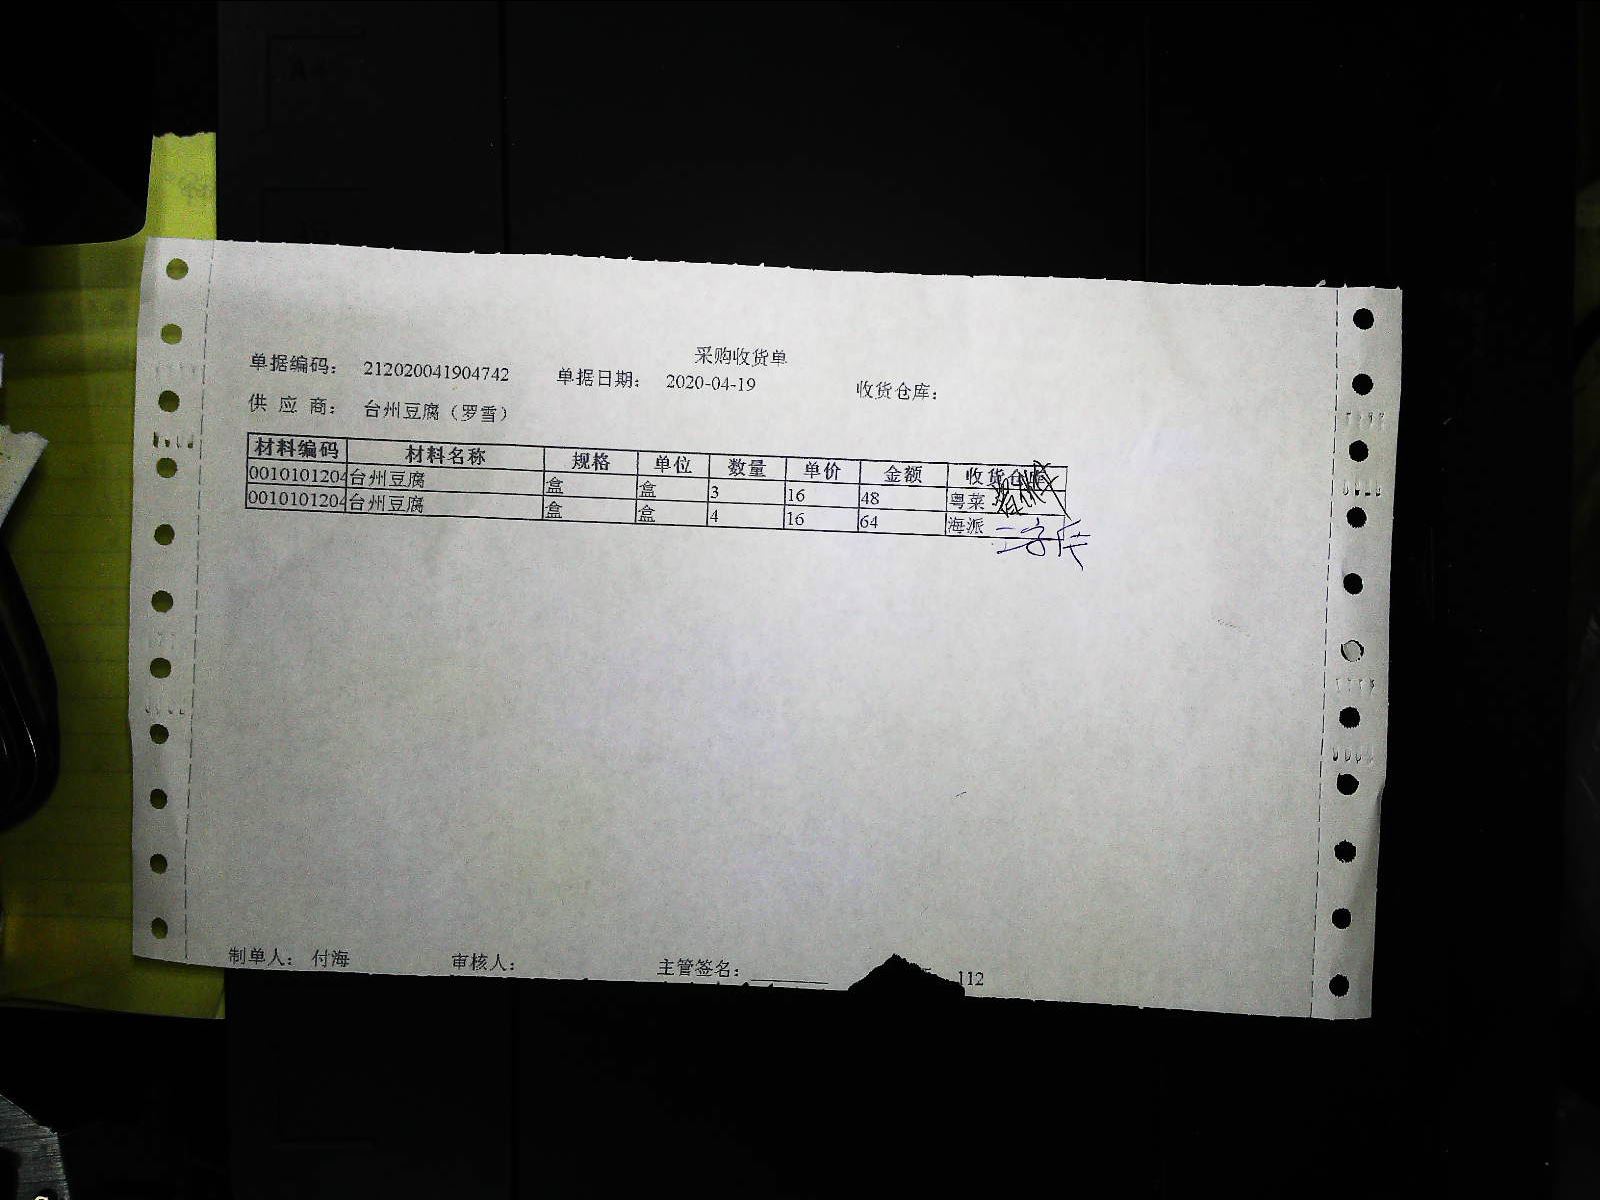 采购收货单
单据编码： 212020041904742 单据日期： 2020-04-19 收货仓库：
供 应 商： 台州豆腐（罗雪）
材料编码 材料名称 规格 单位 数量 单价 金额 收货仓库
0010101204 台州豆腐 盒 盒 3 16 48 粤菜
0010101204 台州豆腐 盒 盒 4 16 64 海派
制单人： 付海 审核人： 主管签名： 112